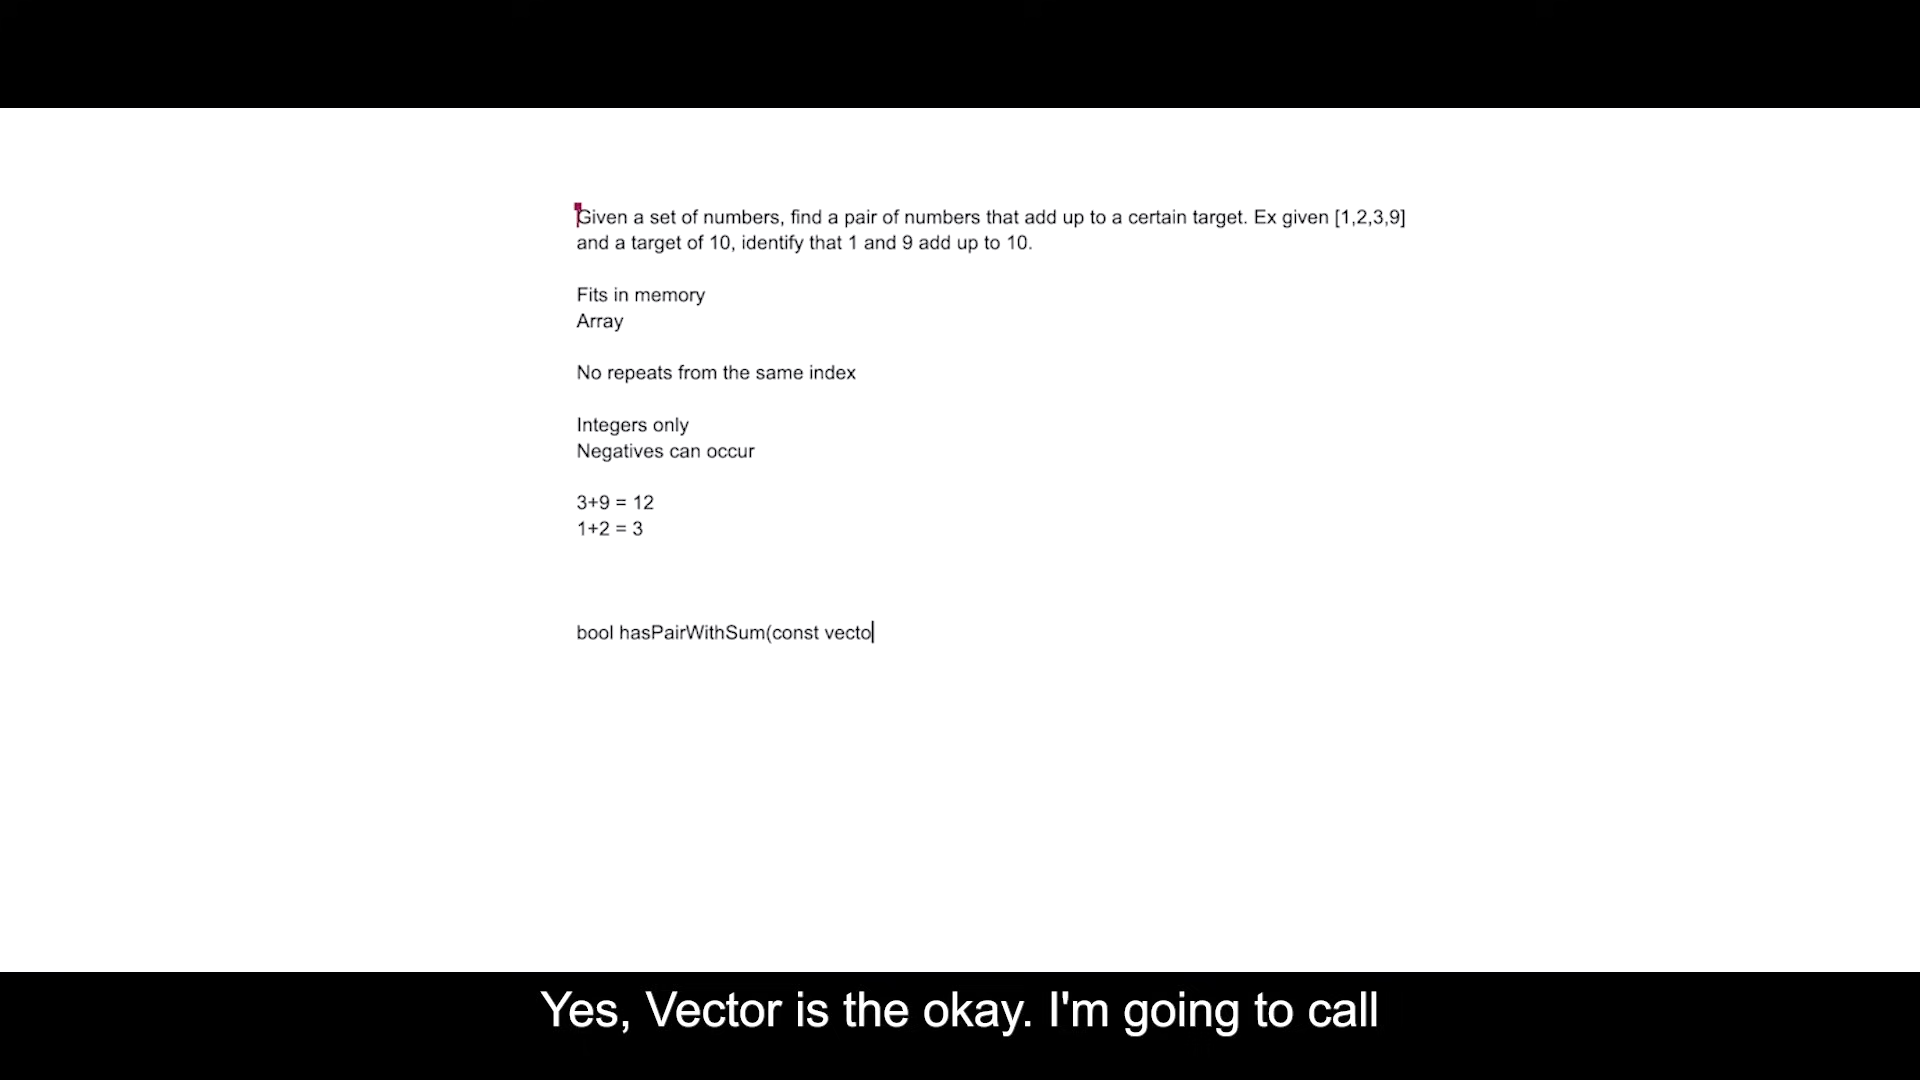 Given a set of numbers, find a pair of numbers that add up to a certain target. Ex given [1,2,3,9]
and a target of 10, identify that 1 and 9 add up to 10.
Fits in memory
Array
No repeats from the same index
Integers only
Negatives can occur
3+9 = 12
1+2 = 3
bool hasPairWithSum(const vecto
Yes, Vector is the okay. I'm going to call